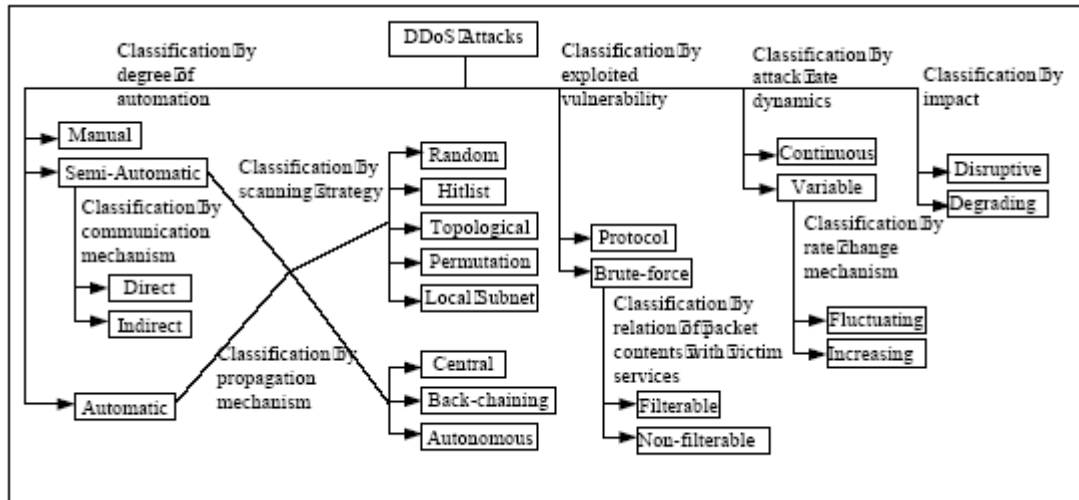 DDoS Attacks
Classification by
degree of
automation
Manual
Semi-Automatic
Classification by
communication
mechanism
Direct
Indirect
Automatic
Classification by
scanning strategy
Random
Hitlist
Topological
Permutation
Local Subnet
Classification by
propagation
mechanism
Central
Back-chaining
Autonomous
Classification by
exploited
vulnerability
Protocol
Brute-force
Classification by
relation of packet
contents with victim
services
Filterable
Non-filterable
Classification by
attack rate
dynamics
Continuous
Variable
Classification by
rate change
mechanism
Fluctuating
Increasing
Classification by
impact
Disruptive
Degrading